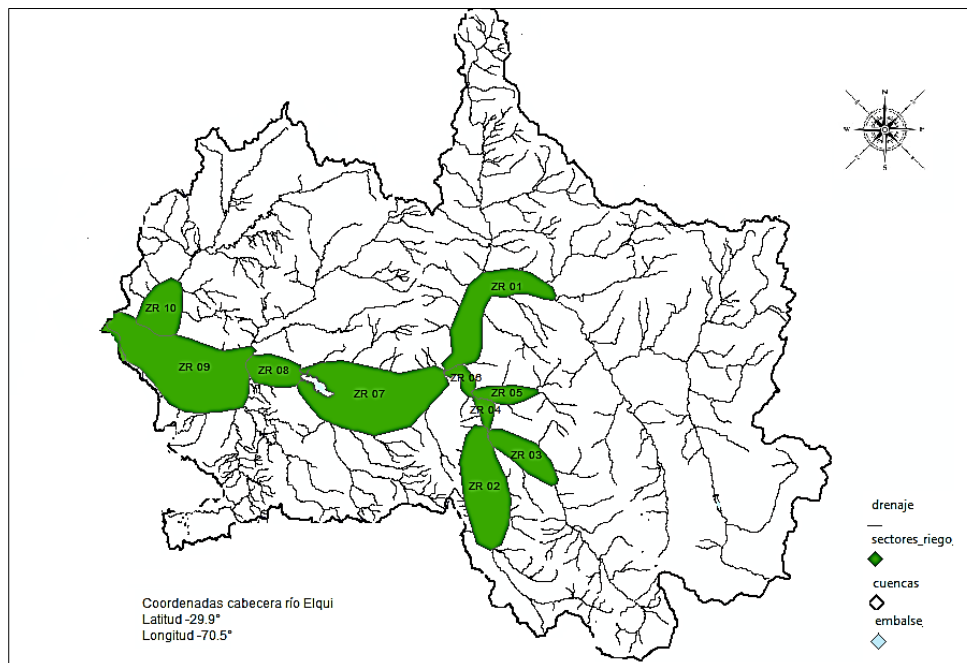 N
W
S
ZR 01
ZR 10
ZR 09
ZR 08
ZR 07
ZR 06
ZR 05
ZR 04
ZR 03
ZR 02
drenaje
sectores_riego
cuencas
embalse
Coordenadas cabecera río Elqui
Latitud -29.9°
Longitud -70.5°